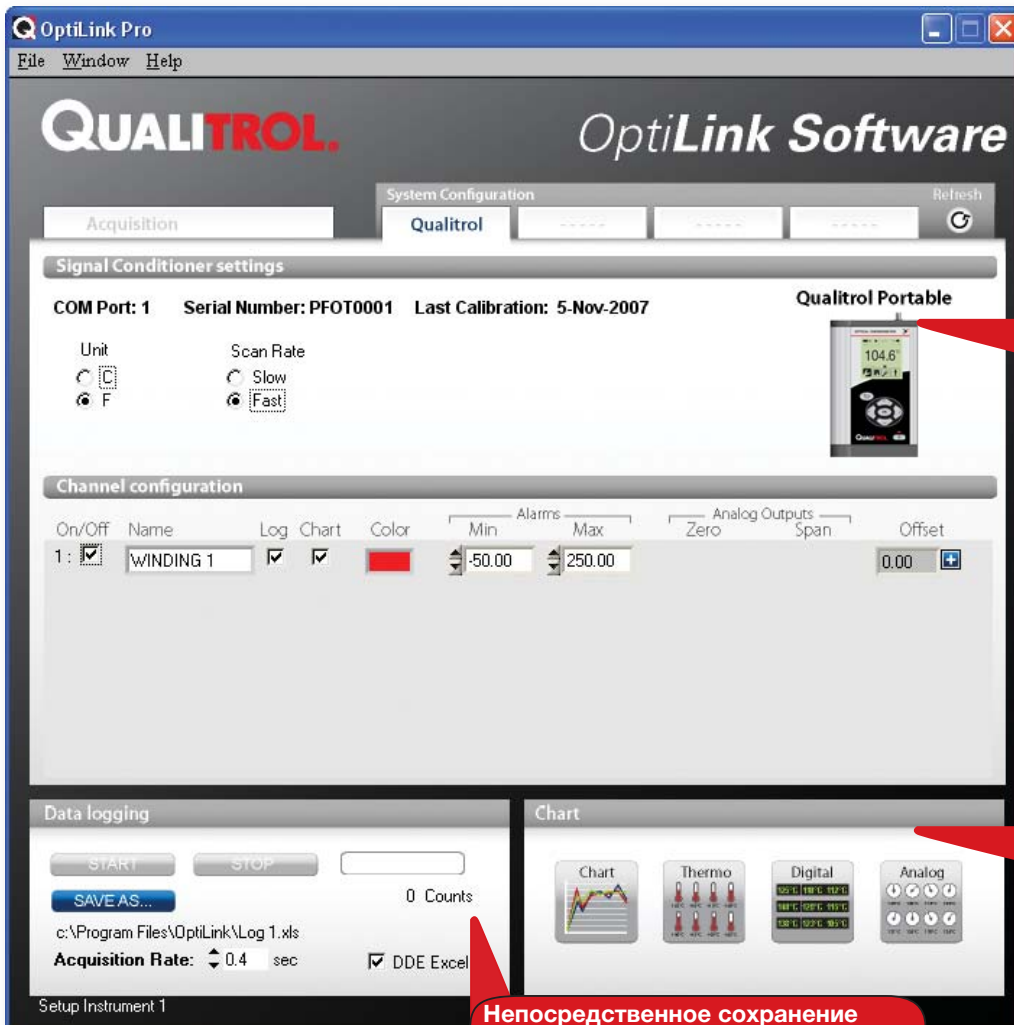 OptiLink Pro
File Window Help
QUALITROL.
OptiLink Software
System Configuration Refresh
Acquisition Qualitrol ----- ----- -----
Signal Conditioner settings
COM Port: 1 Serial Number: PFOT0001 Last Calibration: 5-Nov-2007 Qualitrol Portable
Unit Scan Rate
C Slow
F Fast
104.6°
QUALITROL
Channel configuration
Alarms Analog Outputs
On/Off Name Log Chart Color Min Max Zero Span Offset
1: WINDING 1 -50.00 250.00 0.00
Data logging Chart
START STOP
Chart Thermo Digital Analog
SAVE AS... 0 Counts
c:\Program Files\OptiLink\Log 1.xls
Acquisition Rate: 0.4 sec DDE Excel
Setup Instrument 1
Непосредственное сохранение